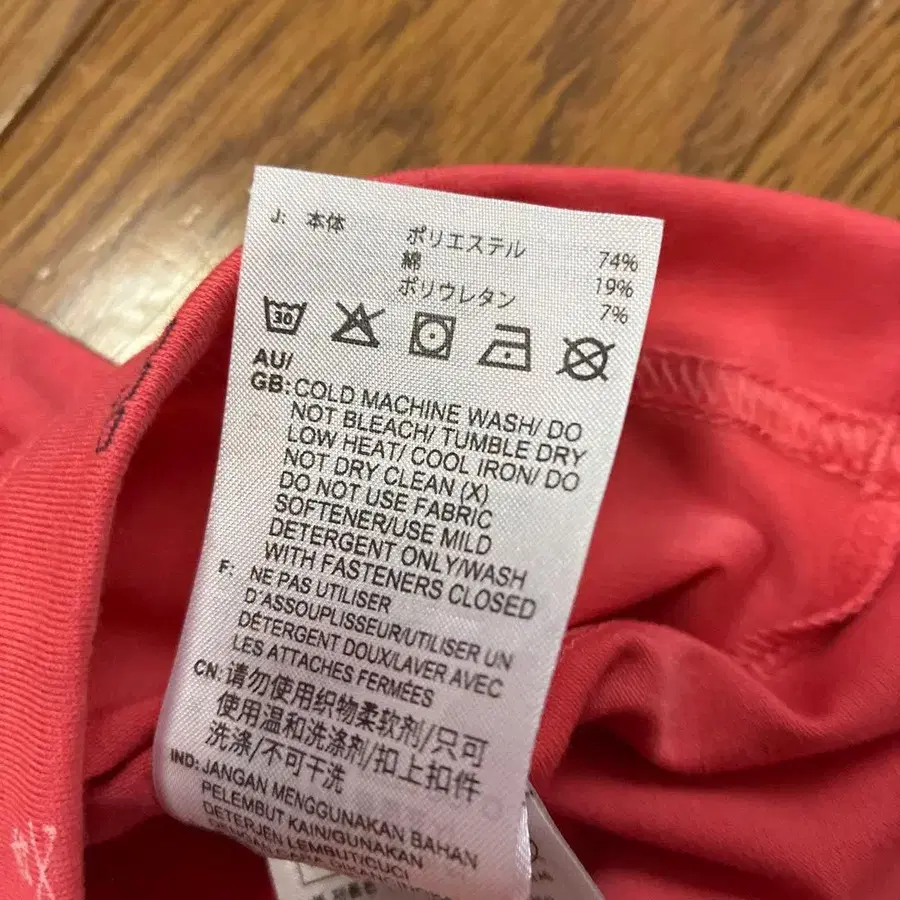 J: 本体 ポリエステル 74%
綿 19%
ポリウレタン 7%
30
AU/
GB: COLD MACHINE WASH/ DO
NOT BLEACH/ TUMBLE DRY
LOW HEAT/ COOL IRON/ DO
NOT DRY CLEAN (X)
DO NOT USE FABRIC
SOFTENER/USE MILD
DETERGENT ONLY/WASH
WITH FASTENERS CLOSED
F: NE PAS UTILISER
D'ASSOUPLISSEUR/UTILISER UN
DÉTERGENT DOUX/LAVER AVEC
LES ATTACHES FERMÉES
CN: 请勿使用织物柔软剂/只可
使用温和洗涤剂/扣上扣件
洗涤/不可干洗
IND: JANGAN MENGGUNAKAN BAHAN
PELEMBUT KAIN/GUNAKAN
DETERJEN LEMBUT/CUCI